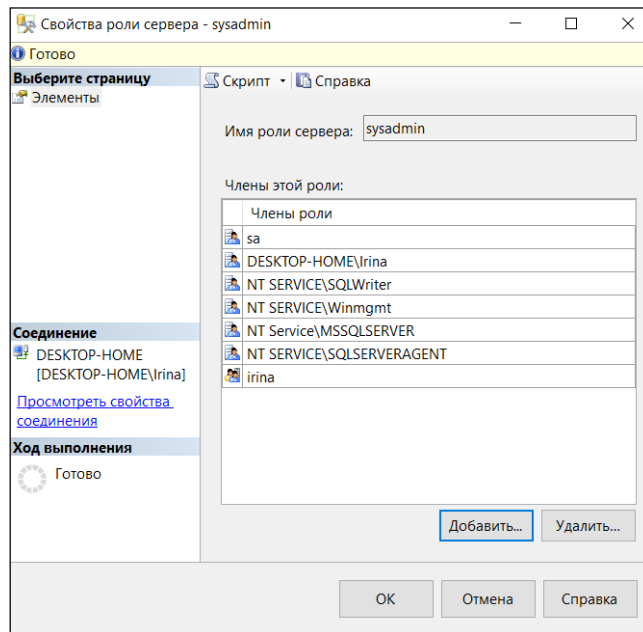 Свойства роли сервера - sysadmin
Готово
Выберите страницу
Элементы
Скрипт
Справка
Имя роли сервера:
sysadmin
Члены этой роли:
Члены роли
sa
DESKTOP-HOME\Irina
NT SERVICE\SQLWriter
NT SERVICE\Winmgmt
NT Service\MSSQLSERVER
NT SERVICE\SQLSERVERAGENT
irina
Соединение
DESKTOP-HOME
[DESKTOP-HOME\Irina]
Просмотреть свойства
соединения
Ход выполнения
Готово
Добавить...
Удалить...
ОК
Отмена
Справка